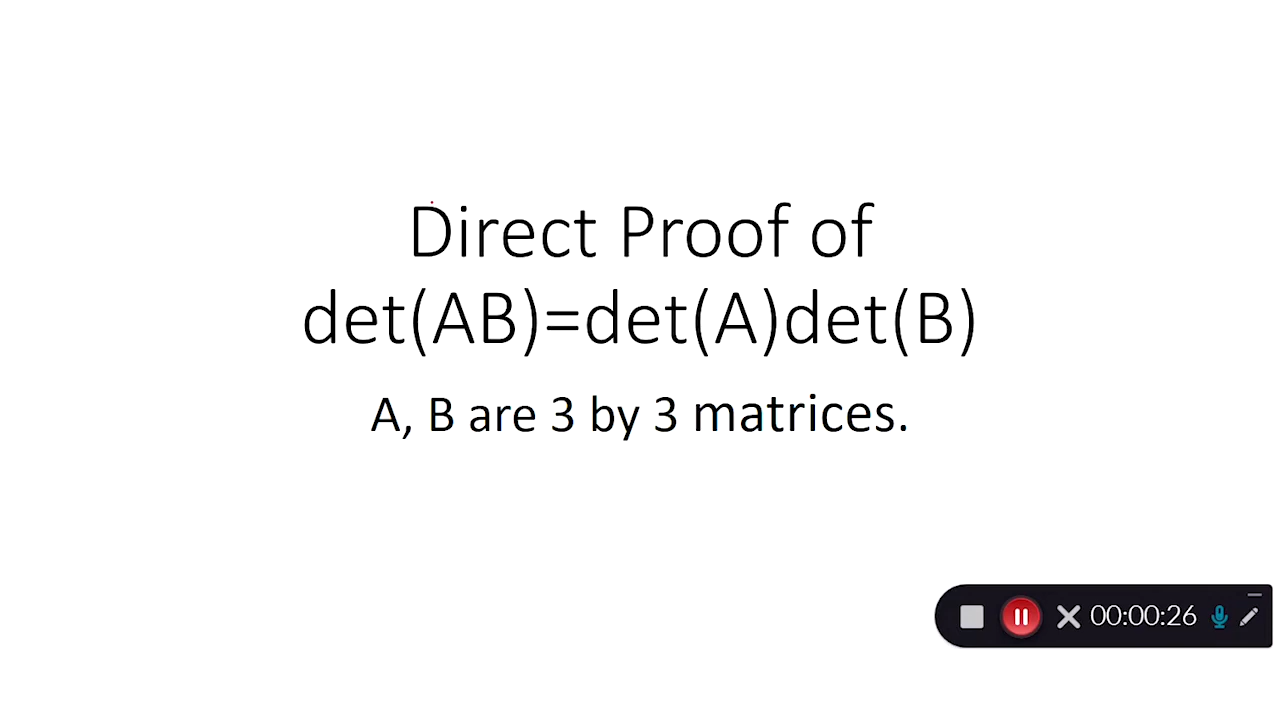 Direct Proof of
det(AB)=det(A)det(B)
A, B are 3 by 3 matrices.
00:00:26